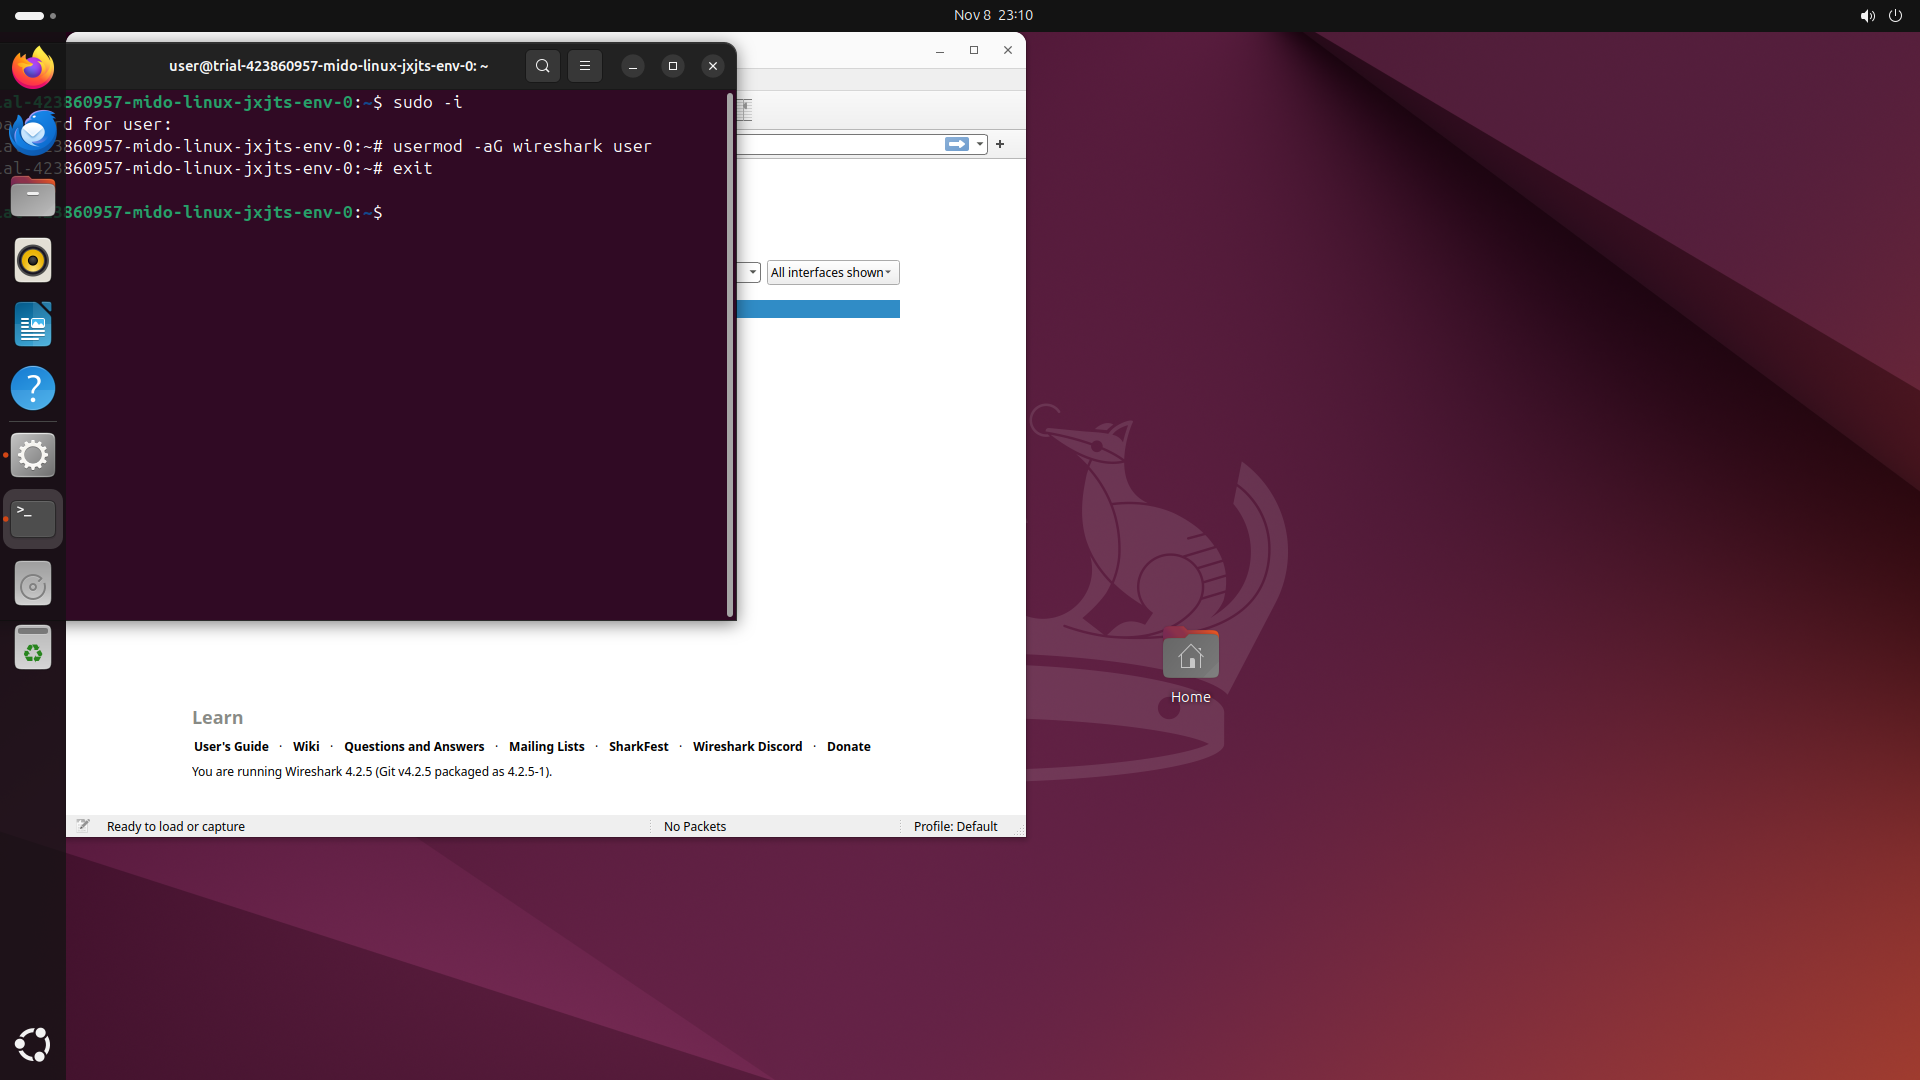 Nov 8 23:10
user@trial-423860957-mido-linux-jxjts-env-0: ~
860957-mido-linux-jxjts-env-0:~$ sudo -i
d for user:
860957-mido-linux-jxjts-env-0:~# usermod -aG wireshark user
860957-mido-linux-jxjts-env-0:~# exit
860957-mido-linux-jxjts-env-0:~$
All interfaces shown
Home
Learn
User's Guide · Wiki · Questions and Answers · Mailing Lists · SharkFest · Wireshark Discord · Donate
You are running Wireshark 4.2.5 (Git v4.2.5 packaged as 4.2.5-1).
Ready to load or capture No Packets Profile: Default